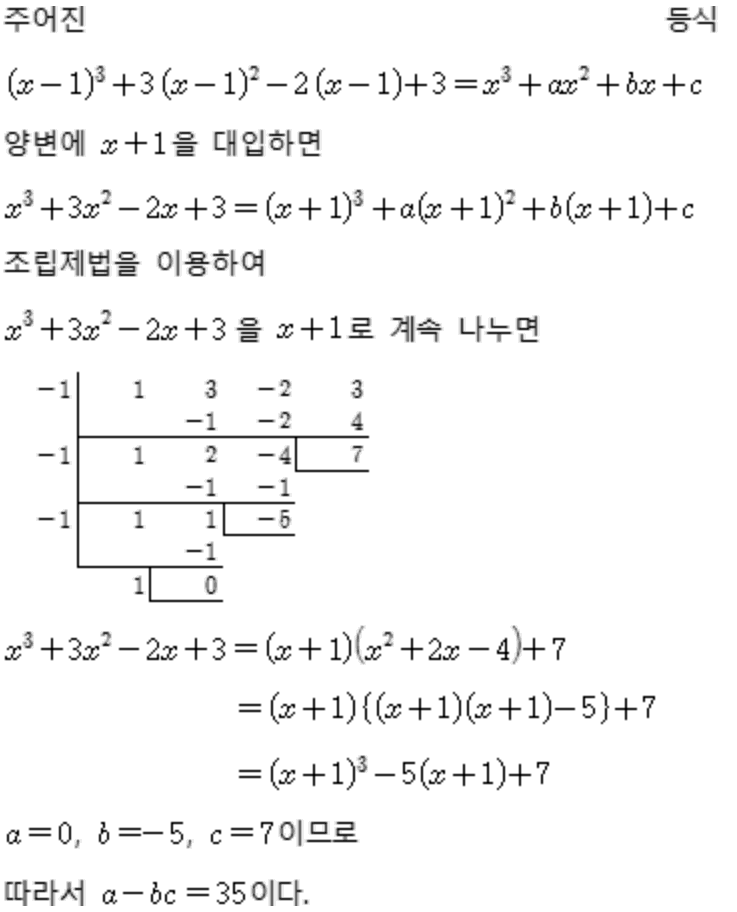 주어진 등식
(x-1)³+3(x-1)²-2(x-1)+3=x³+ax²+bx+c
양변에 x+1을 대입하면
x³+3x²-2x+3=(x+1)³+a(x+1)²+b(x+1)+c
조립제법을 이용하여
x³+3x²-2x+3 을 x+1로 계속 나누면
-1 1 3 -2 3
-1 -2 4
-1 1 2 -4 7
-1 -1
-1 1 1 -5
-1
1 0
x³+3x²-2x+3=(x+1)(x²+2x-4)+7
=(x+1){(x+1)(x+1)-5}+7
=(x+1)³-5(x+1)+7
a=0, b=-5, c=7이므로
따라서 a-bc=35이다.